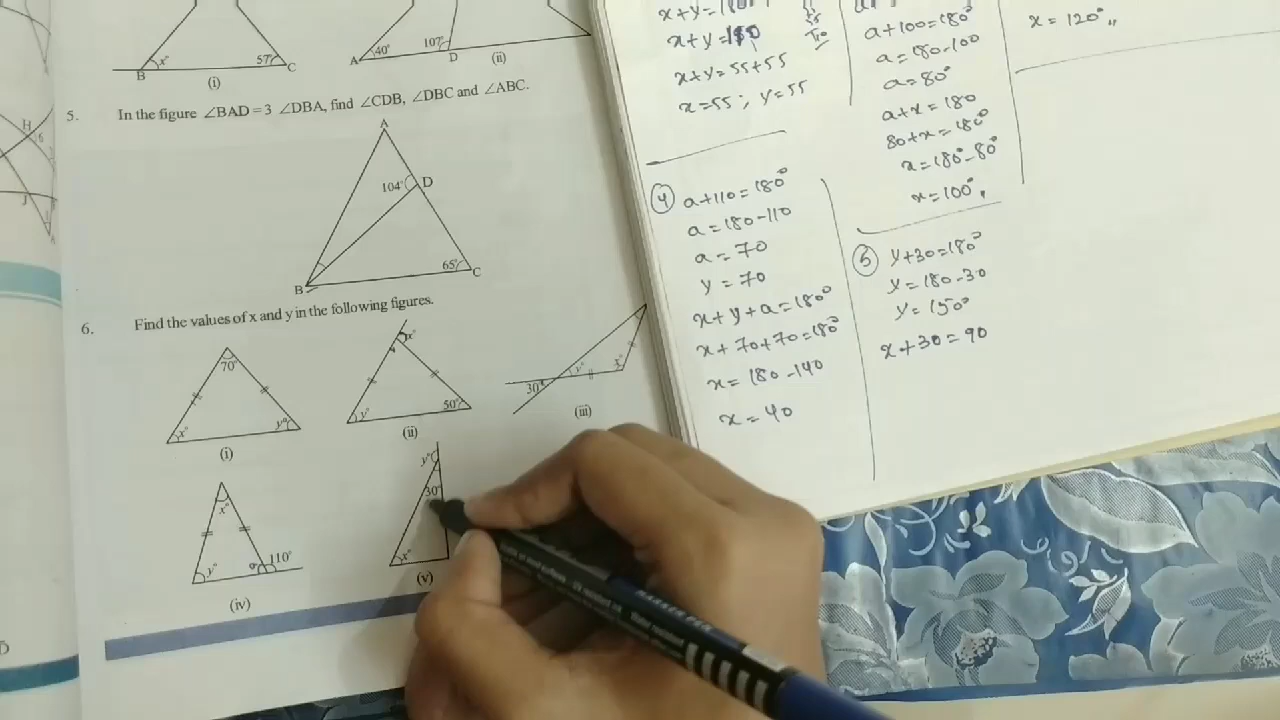 x°
57°
B
C
(i)
40°
107°
A
D
(ii)
5. In the figure ∠BAD=3 ∠DBA, find ∠CDB, ∠DBC and ∠ABC.
A
104°
D
65°
B
C
6. Find the values of x and y in the following figures.
70°
x°
y°
(i)
x°
y°
50°
(ii)
30°
y°
x°
(iii)
x°
y°
a
110°
(iv)
y°
30°
x°
(v)
H
6
J
x+y=180
x+y=55+55
x=55; y=55
a+100=180°
a=180-100
a=80°
a+x=180
80+x=180°
x=180°-80°
x=100°,
x=120°,,
④ a+110=180°
a=180-110
a=70
y=70
x+y+a=180°
x+70+70=180°
x=180-140
x=40
⑤ y+30=180°
y=180-30
y=150°
x+30=90